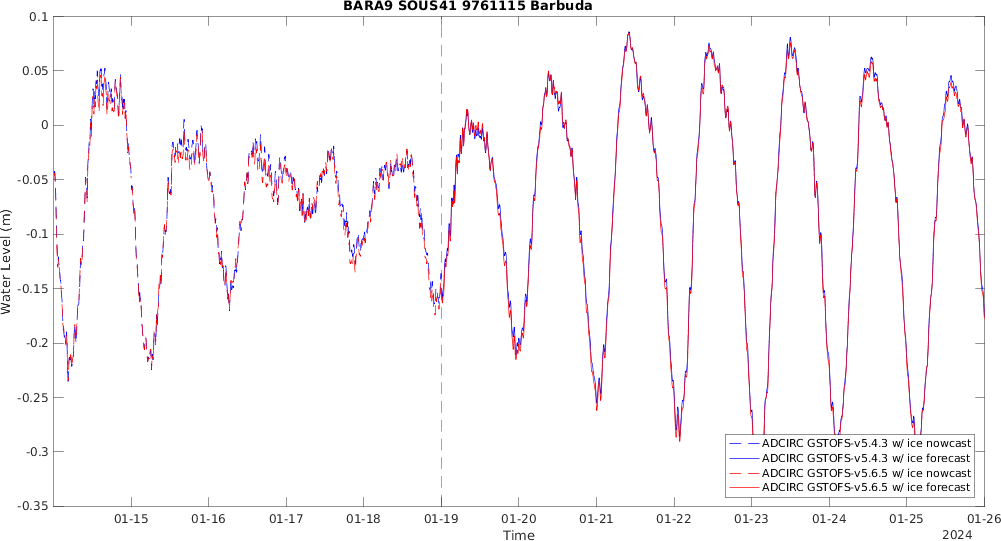 BARA9 SOUS41 9761115 Barbuda
Water Level (m)
0.1
0.05
0
-0.05
-0.1
-0.15
-0.2
-0.25
-0.3
-0.35
ADCIRC GSTOFS-v5.4.3 w/ ice nowcast
ADCIRC GSTOFS-v5.4.3 w/ ice forecast
ADCIRC GSTOFS-v5.6.5 w/ ice nowcast
ADCIRC GSTOFS-v5.6.5 w/ ice forecast
01-15 01-16 01-17 01-18 01-19 01-20 01-21 01-22 01-23 01-24 01-25 01-26
Time
2024